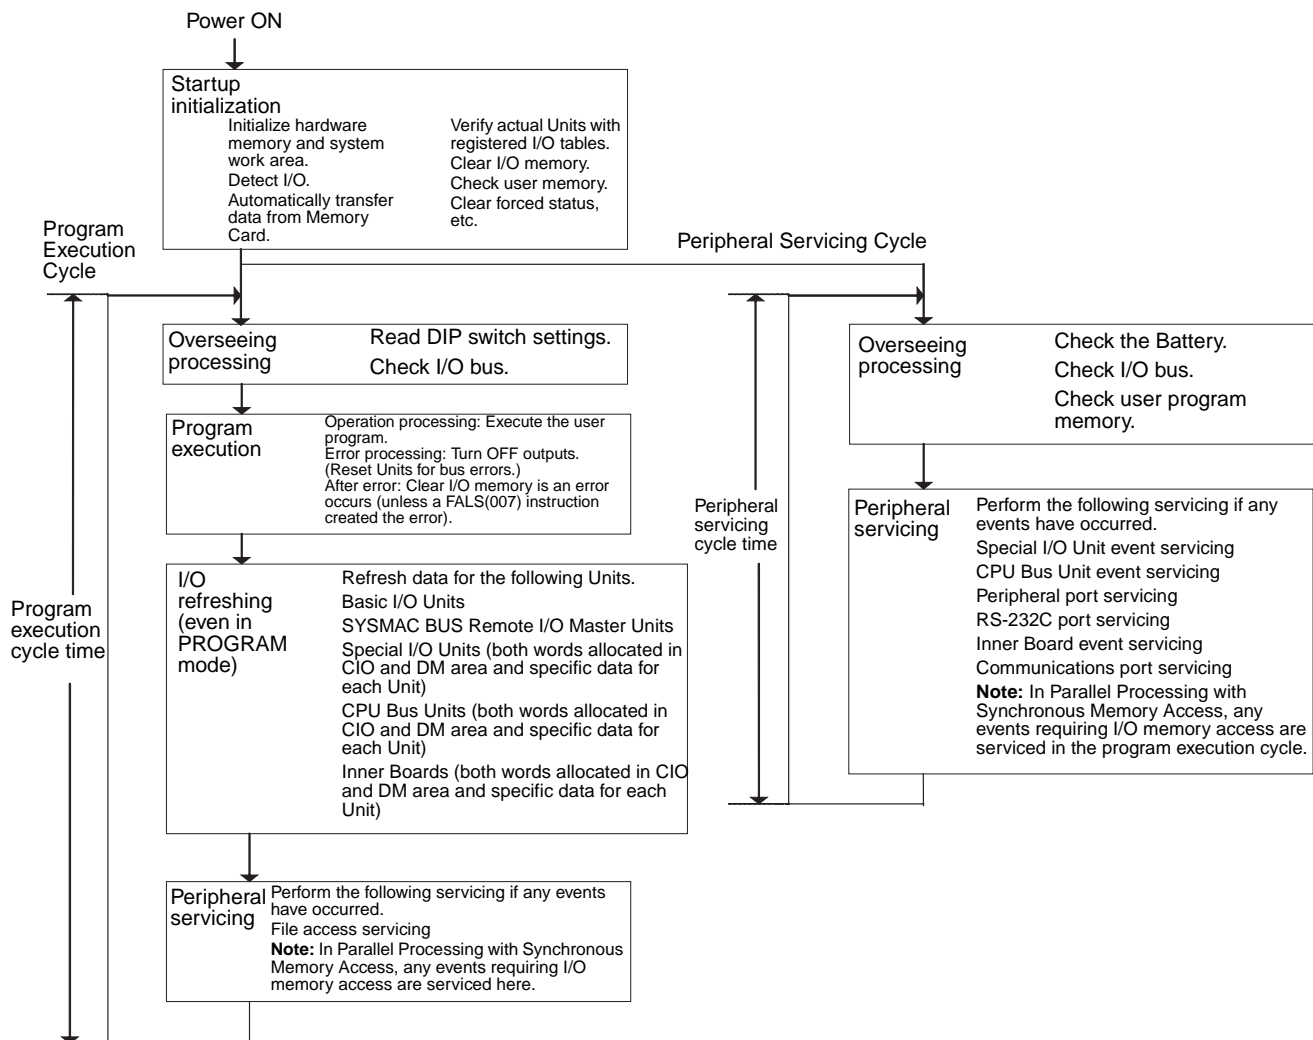 Power ON
Startup
initialization
Initialize hardware
memory and system
work area.
Detect I/O.
Automatically transfer
data from Memory
Card.
Verify actual Units with
registered I/O tables.
Clear I/O memory.
Check user memory.
Clear forced status,
etc.
Program
Execution
Cycle
Peripheral Servicing Cycle
Overseeing
processing
Read DIP switch settings.
Check I/O bus.
Program
execution
Operation processing: Execute the user
program.
Error processing: Turn OFF outputs.
(Reset Units for bus errors.)
After error: Clear I/O memory is an error
occurs (unless a FALS(007) instruction
created the error).
Program
execution
cycle time
I/O
refreshing
(even in
PROGRAM
mode)
Refresh data for the following Units.
Basic I/O Units
SYSMAC BUS Remote I/O Master Units
Special I/O Units (both words allocated in
CIO and DM area and specific data for
each Unit)
CPU Bus Units (both words allocated in
CIO and DM area and specific data for
each Unit)
Inner Boards (both words allocated in CIO
and DM area and specific data for each
Unit)
Peripheral
servicing
Perform the following servicing if any events
have occurred.
File access servicing
Note: In Parallel Processing with Synchronous
Memory Access, any events requiring I/O
memory access are serviced here.
Overseeing
processing
Check the Battery.
Check I/O bus.
Check user program
memory.
Peripheral
servicing
cycle time
Peripheral
servicing
Perform the following servicing if any
events have occurred.
Special I/O Unit event servicing
CPU Bus Unit event servicing
Peripheral port servicing
RS-232C port servicing
Inner Board event servicing
Communications port servicing
Note: In Parallel Processing with
Synchronous Memory Access, any
events requiring I/O memory access are
serviced in the program execution cycle.